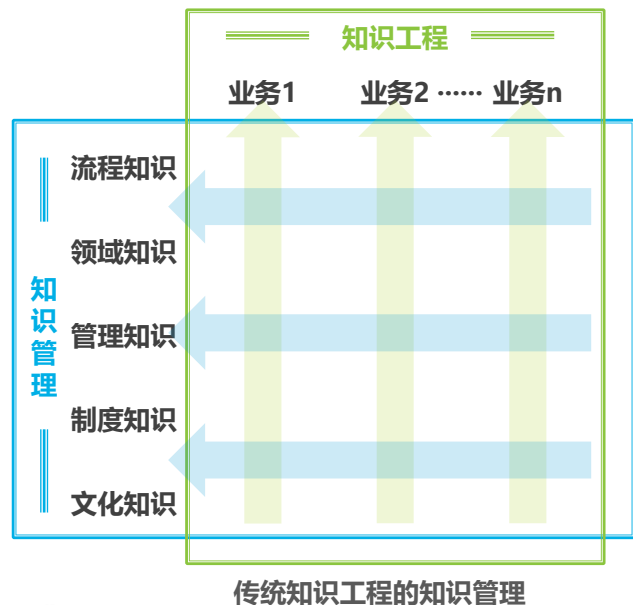 知识工程
业务1 业务2 ······ 业务n
流程知识
领域知识
知识管理
管理知识
制度知识
文化知识
传统知识工程的知识管理